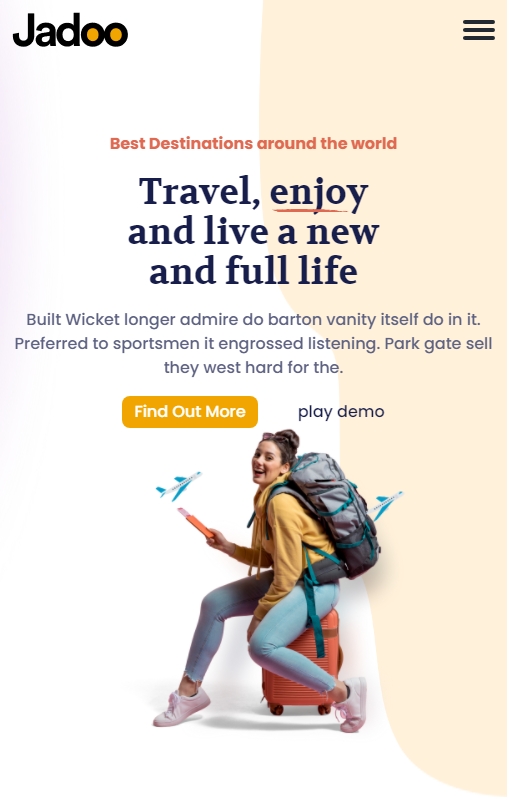 Jadoo
Best Destinations around the world
Travel, enjoy
and live a new
and full life
Built Wicket longer admire do barton vanity itself do in it.
Preferred to sportsmen it engrossed listening. Park gate sell
they west hard for the.
Find Out More
play demo